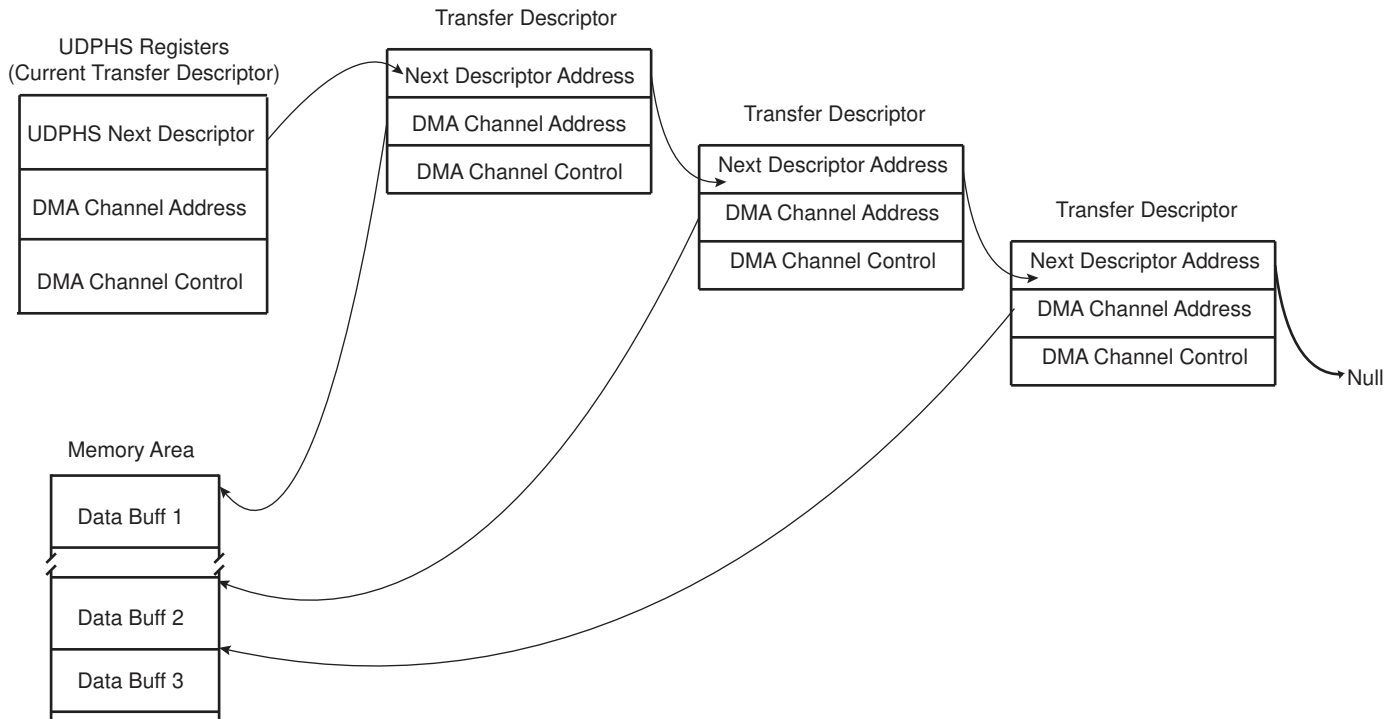 UDPHS Registers
(Current Transfer Descriptor)
UDPHS Next Descriptor
DMA Channel Address
DMA Channel Control
Transfer Descriptor
Next Descriptor Address
DMA Channel Address
DMA Channel Control
Transfer Descriptor
Next Descriptor Address
DMA Channel Address
DMA Channel Control
Transfer Descriptor
Next Descriptor Address
DMA Channel Address
DMA Channel Control
Null
Memory Area
Data Buff 1
Data Buff 2
Data Buff 3